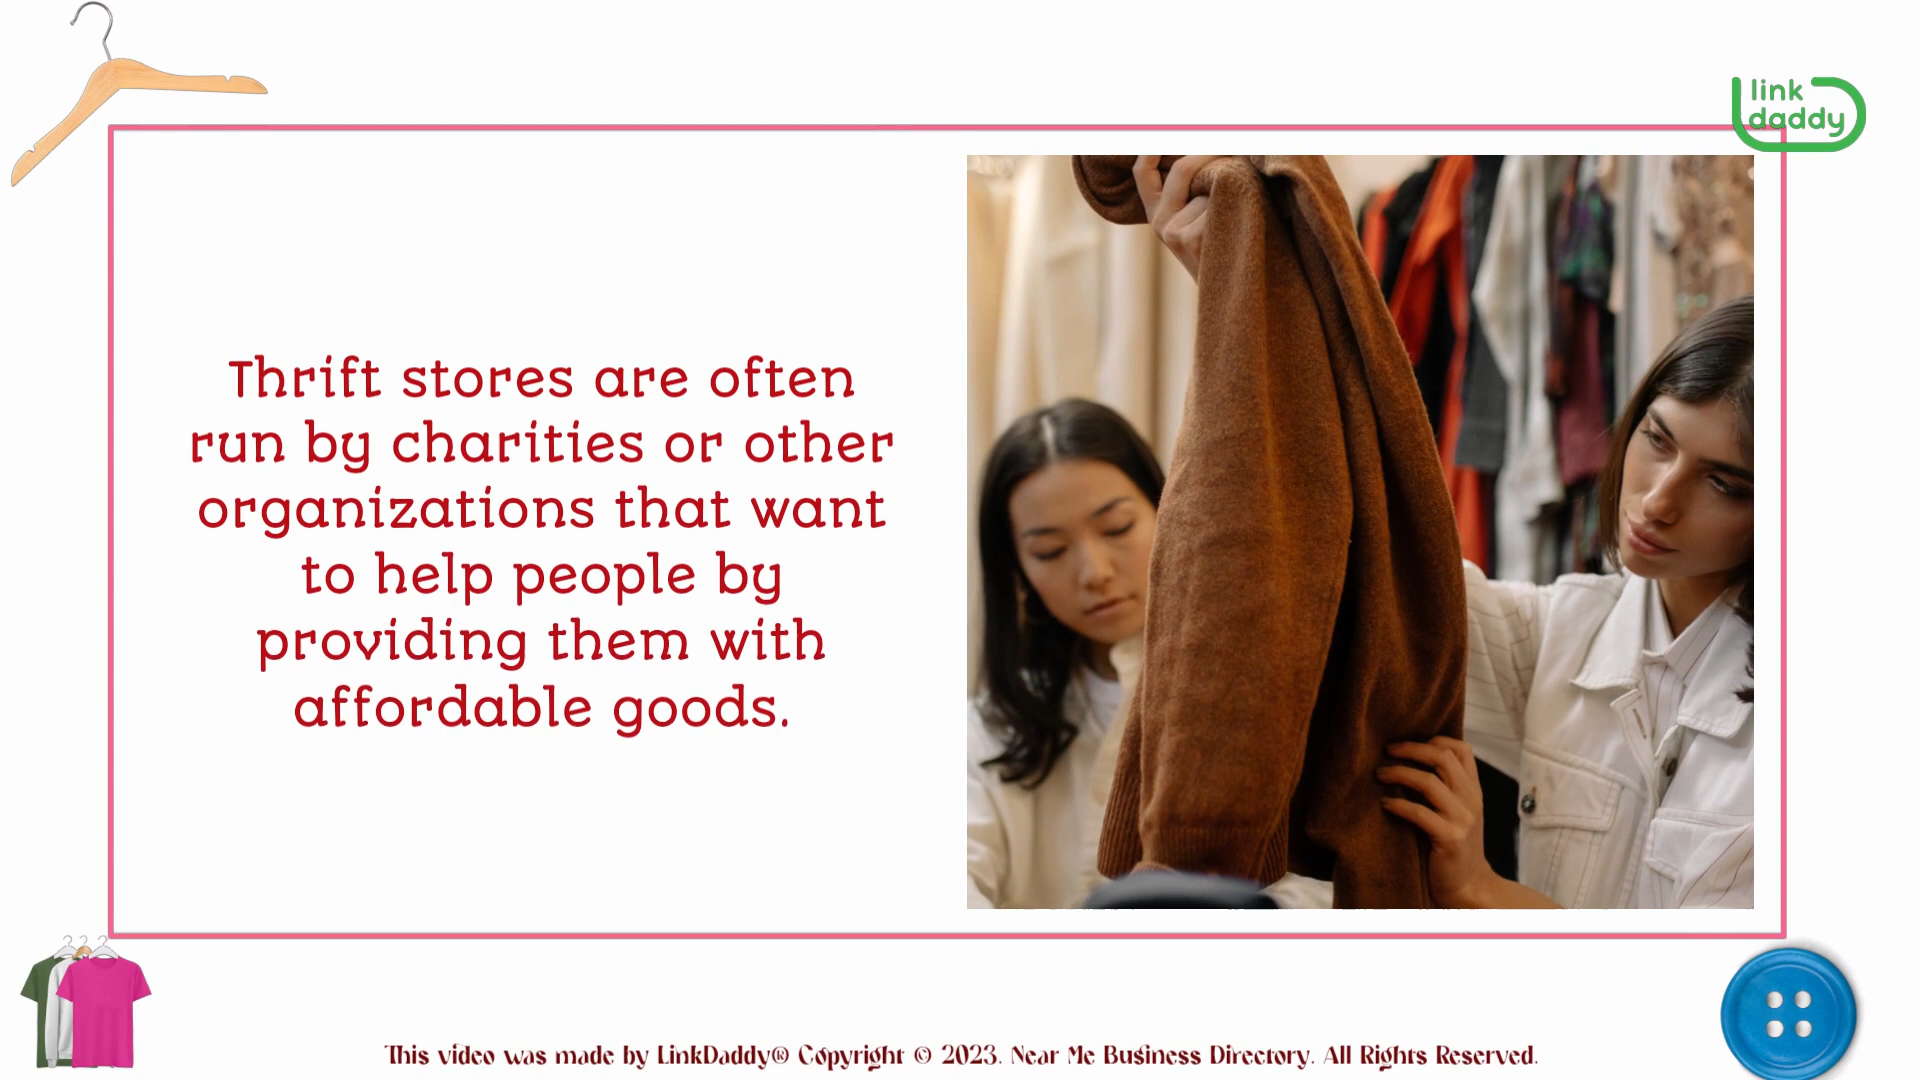 link
daddy
Thrift stores are often
run by charities or other
organizations that want
to help people by
providing them with
affordable goods.
This video was made by LinkDaddy® Copyright © 2023. Near Me Business Directory. All Rights Reserved.